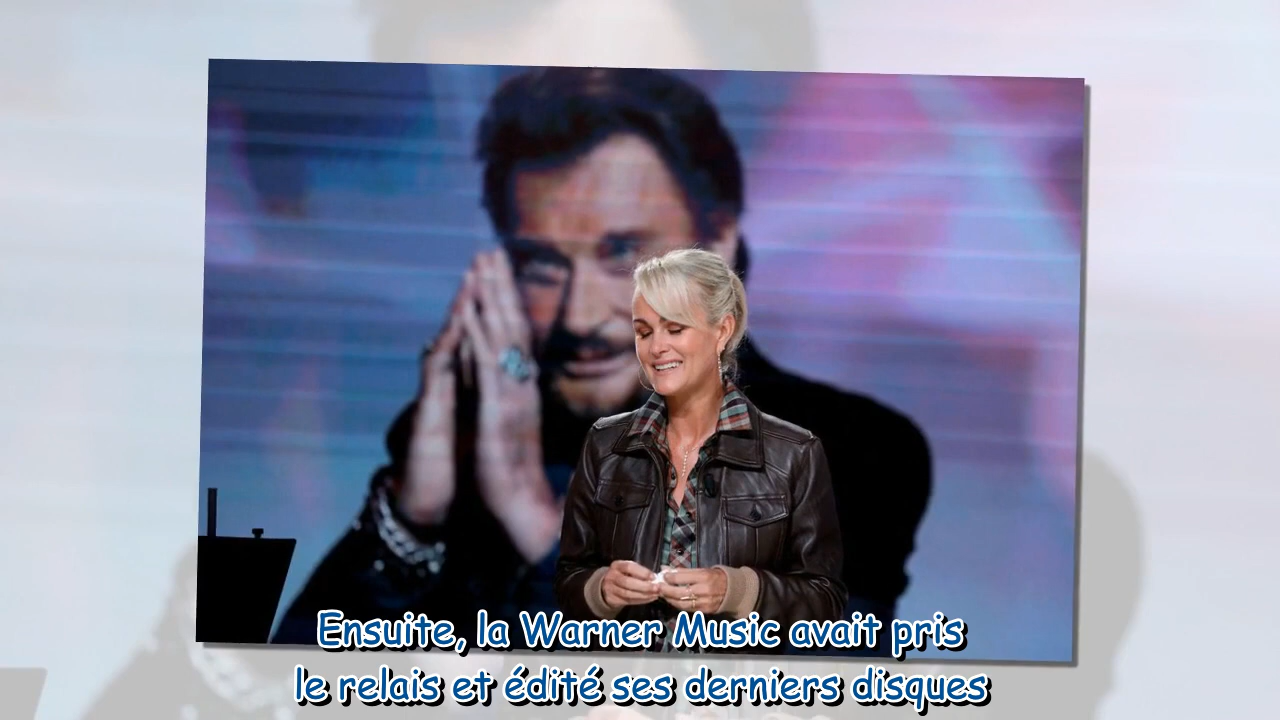 Ensuite, la Warner Music avait pris
le relais et édité ses derniers disques